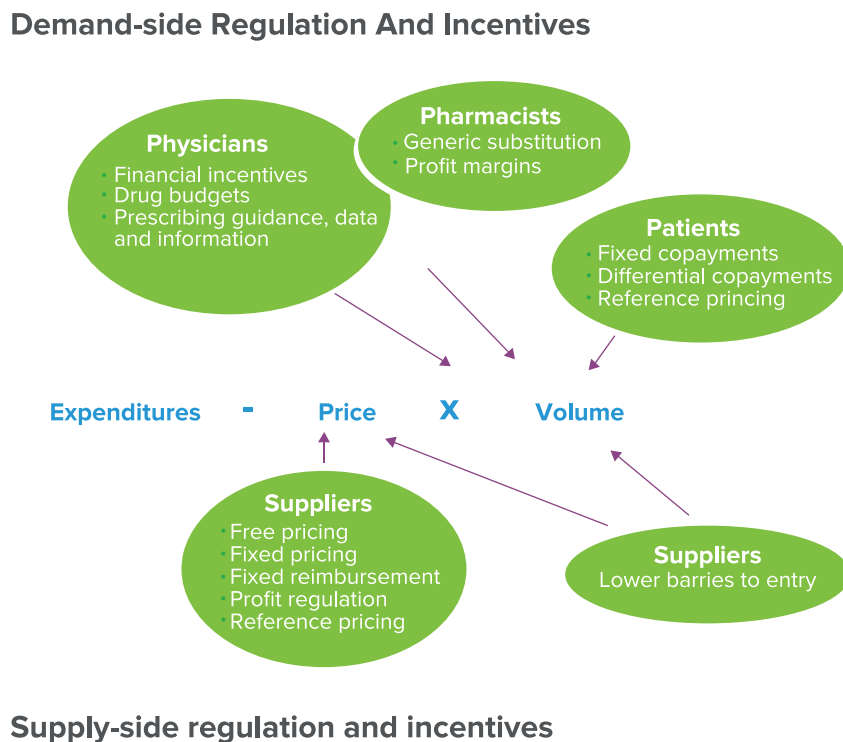 Demand-side Regulation And Incentives
Physicians
• Financial incentives
• Drug budgets
• Prescribing guidance, data
and information
Pharmacists
• Generic substitution
• Profit margins
Patients
• Fixed copayments
• Differential copayments
• Reference princing
Expenditures - Price X Volume
Suppliers
• Free pricing
• Fixed pricing
• Fixed reimbursement
• Profit regulation
• Reference pricing
Suppliers
Lower barries to entry
Supply-side regulation and incentives